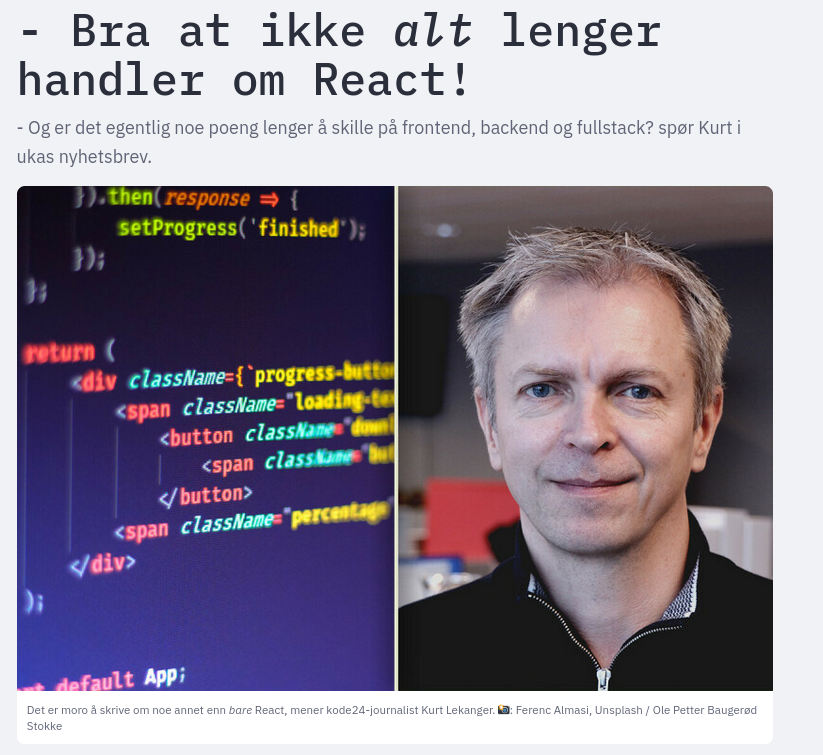 - Bra at ikke alt lenger
handler om React!
- Og er det egentlig noe poeng lenger å skille på frontend, backend og fullstack? spør Kurt i
ukas nyhetsbrev.
}).then(response => {
setProgress('finished');
});
};
return (
<div className={`progress-button
<span className="loading-te
<button className="downl
<span className="but
</button>
<span className="percentage"
</div>
);
rt default App;
Det er moro å skrive om noe annet enn bare React, mener kode24-journalist Kurt Lekanger. 📸: Ferenc Almasi, Unsplash / Ole Petter Baugerød
Stokke